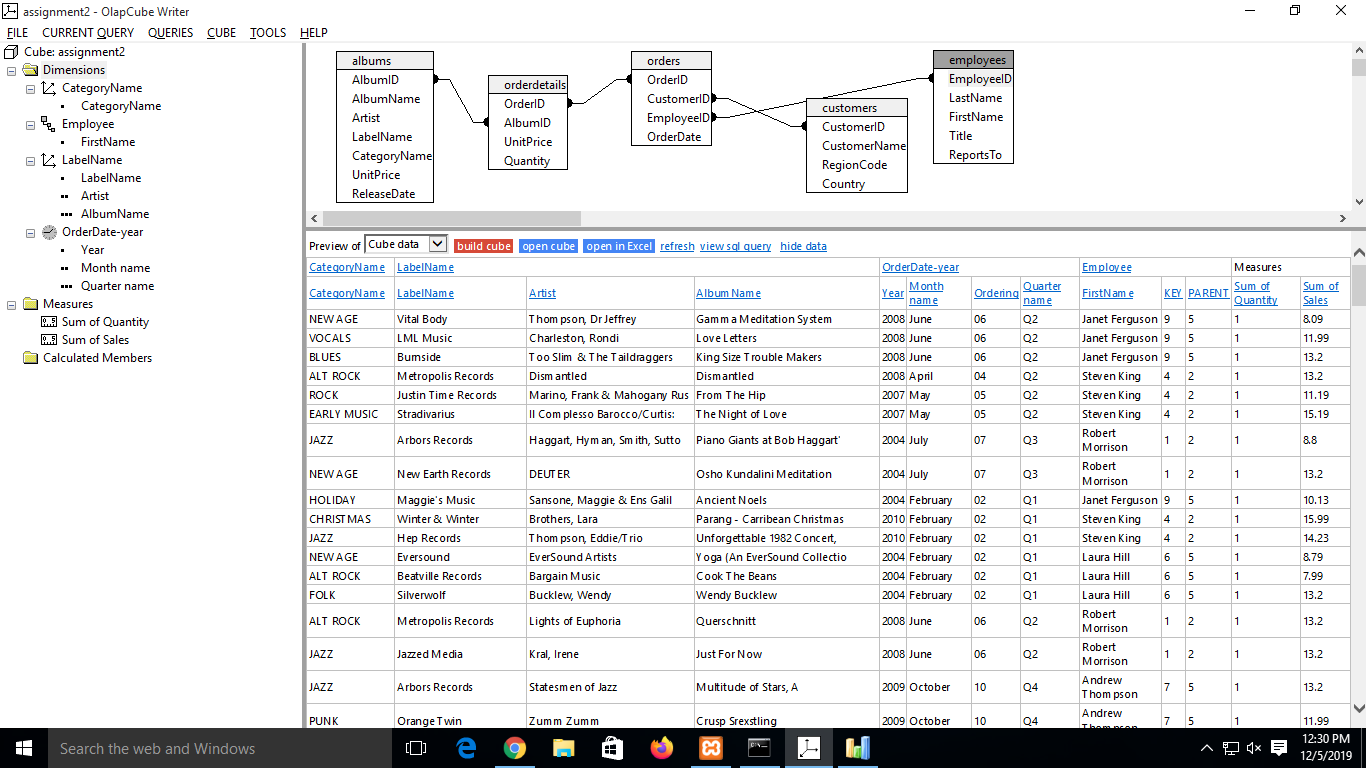 assignment2 - OlapCube Writer
FILE CURRENT QUERY QUERIES CUBE TOOLS HELP
Cube: assignment2
Dimensions
CategoryName
CategoryName
Employee
FirstName
LabelName
LabelName
Artist
AlbumName
OrderDate-year
Year
Month name
Quarter name
Measures
Sum of Quantity
Sum of Sales
Calculated Members
albums
AlbumID
AlbumName
Artist
LabelName
CategoryName
UnitPrice
ReleaseDate
orderdetails
OrderID
AlbumID
UnitPrice
Quantity
orders
OrderID
CustomerID
EmployeeID
OrderDate
customers
CustomerID
CustomerName
RegionCode
Country
employees
EmployeeID
LastName
FirstName
Title
ReportsTo
Preview of Cube data build cube open cube open in Excel refresh view sql query hide data
CategoryName LabelName OrderDate-year Employee Measures
CategoryName LabelName Artist AlbumName Year Month name Ordering Quarter name FirstName KEY PARENT Sum of Quantity Sum of Sales
NEW AGE Vital Body Thompson, Dr Jeffrey Gamma Meditation System 2008 June 06 Q2 Janet Ferguson 9 5 1 8.09
VOCALS LML Music Charleston, Rondi Love Letters 2008 June 06 Q2 Janet Ferguson 9 5 1 11.99
BLUES Burnside Too Slim & The Taildraggers King Size Trouble Makers 2008 June 06 Q2 Janet Ferguson 9 5 1 13.2
ALT ROCK Metropolis Records Dismantled Dismantled 2008 April 04 Q2 Steven King 4 2 1 13.2
ROCK Justin Time Records Marino, Frank & Mahogany Rus From The Hip 2007 May 05 Q2 Steven King 4 2 1 11.19
EARLY MUSIC Stradivarius Il Complesso Barocco/Curtis: The Night of Love 2007 May 05 Q2 Steven King 4 2 1 15.19
JAZZ Arbors Records Haggart, Hyman, Smith, Sutto Piano Giants at Bob Haggart' 2004 July 07 Q3 Robert Morrison 1 2 1 8.8
NEW AGE New Earth Records DEUTER Osho Kundalini Meditation 2004 July 07 Q3 Robert Morrison 1 2 1 13.2
HOLIDAY Maggie's Music Sansone, Maggie & Ens Galil Ancient Noels 2004 February 02 Q1 Janet Ferguson 9 5 1 10.13
CHRISTMAS Winter & Winter Brothers, Lara Parang - Carribean Christmas 2010 February 02 Q1 Steven King 4 2 1 15.99
JAZZ Hep Records Thompson, Eddie/Trio Unforgettable 1982 Concert, 2010 February 02 Q1 Steven King 4 2 1 14.23
NEW AGE Eversound EverSound Artists Yoga (An EverSound Collectio 2004 February 02 Q1 Laura Hill 6 5 1 8.79
ALT ROCK Beatville Records Bargain Music Cook The Beans 2004 February 02 Q1 Laura Hill 6 5 1 7.99
FOLK Silverwolf Bucklew, Wendy Wendy Bucklew 2004 February 02 Q1 Laura Hill 6 5 1 13.2
ALT ROCK Metropolis Records Lights of Euphoria Querschnitt 2008 June 06 Q2 Robert Morrison 1 2 1 13.2
JAZZ Jazzed Media Kral, Irene Just For Now 2008 June 06 Q2 Robert Morrison 1 2 1 13.2
JAZZ Arbors Records Statesmen of Jazz Multitude of Stars, A 2009 October 10 Q4 Andrew Thompson 7 5 1 13.2
PUNK Orange Twin Zumm Zumm Crusp Srexstling 2009 October 10 Q4 Andrew Thompson 7 5 1 11.99
Search the web and Windows
12:30 PM
12/5/2019